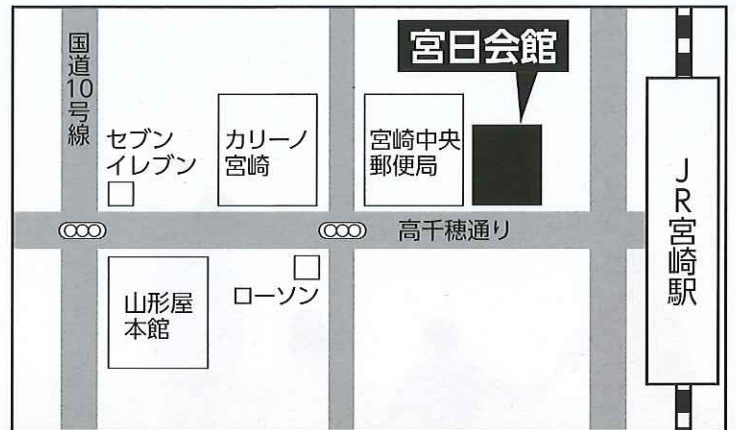 宮日会館
国道10号線
セブン
イレブン
カリーノ
宮崎
宮崎中央
郵便局
高千穂通り
JR宮崎駅
山形屋
本館
ローソン